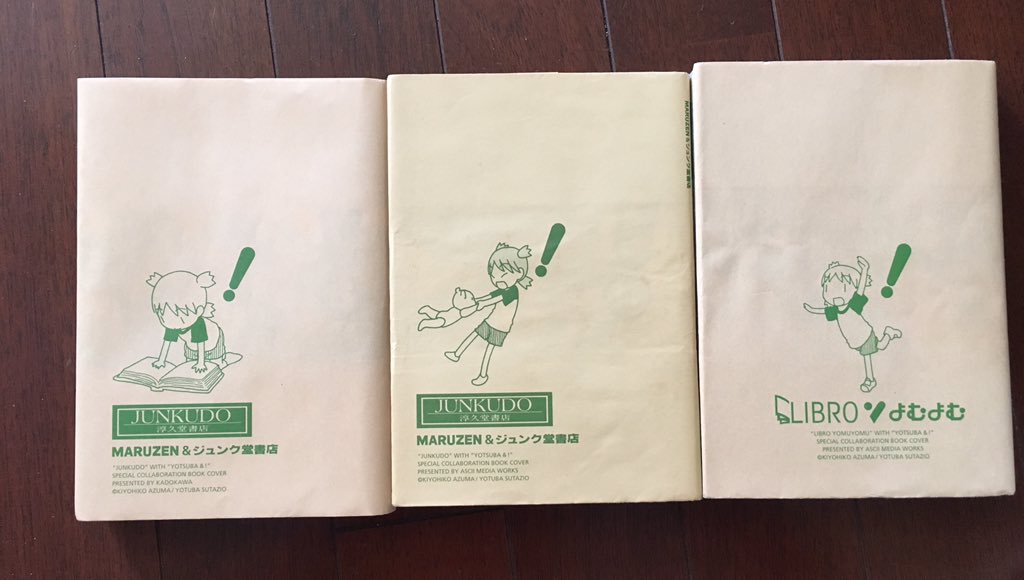 !
JUNKUDO
淳久堂書店
MARUZEN & ジュンク堂書店
"JUNKUDO" WITH "YOTSUBA & ! "
SPECIAL COLLABORATION BOOK COVER
PRESENTED BY KADOKAWA
©KIYOHIKO AZUMA / YOTUBA SUTAZIO
!
JUNKUDO
淳久堂書店
MARUZEN & ジュンク堂書店
"JUNKUDO" WITH "YOTSUBA & ! "
SPECIAL COLLABORATION BOOK COVER
PRESENTED BY ASCII MEDIA WORKS
©KIYOHIKO AZUMA / YOTUBA SUTAZIO
MARUZEN & ジュンク堂書店
!
LIBRO よむよむ
"LIBRO YOMUYOMU" WITH "YOTSUBA & ! "
SPECIAL COLLABORATION BOOK COVER
PRESENTED BY ASCII MEDIA WORKS
©KIYOHIKO AZUMA / YOTUBA SUTAZIO